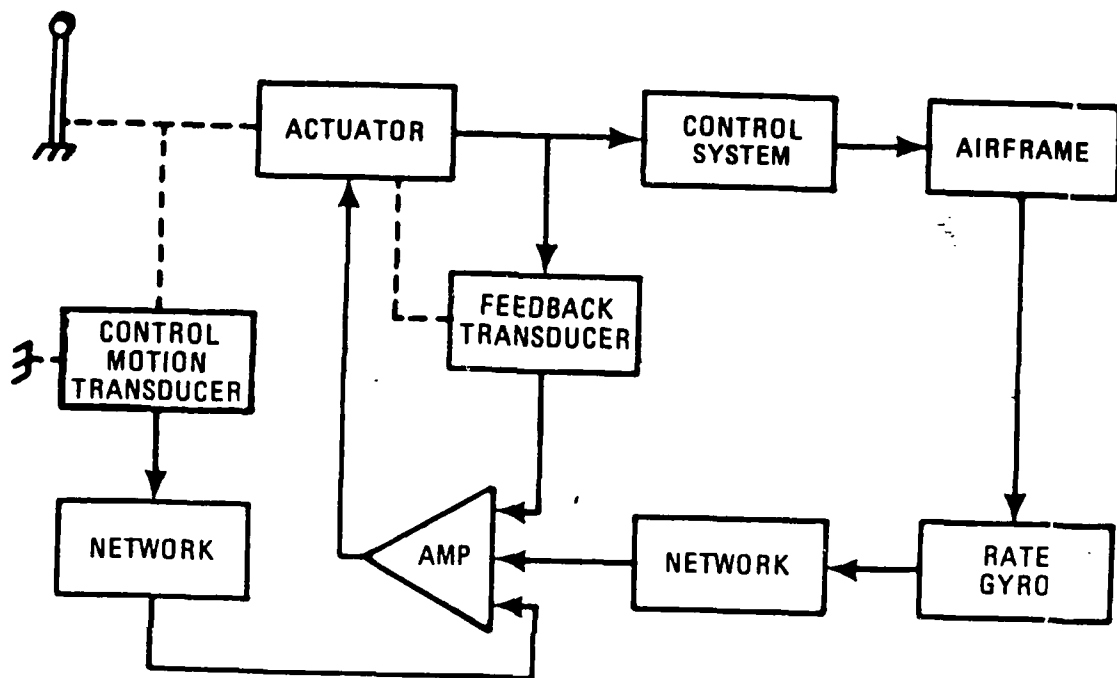 ACTUATOR
CONTROL
SYSTEM
AIRFRAME
FEEDBACK
TRANSDUCER
CONTROL
MOTION
TRANSDUCER
NETWORK
AMP
NETWORK
RATE
GYRO